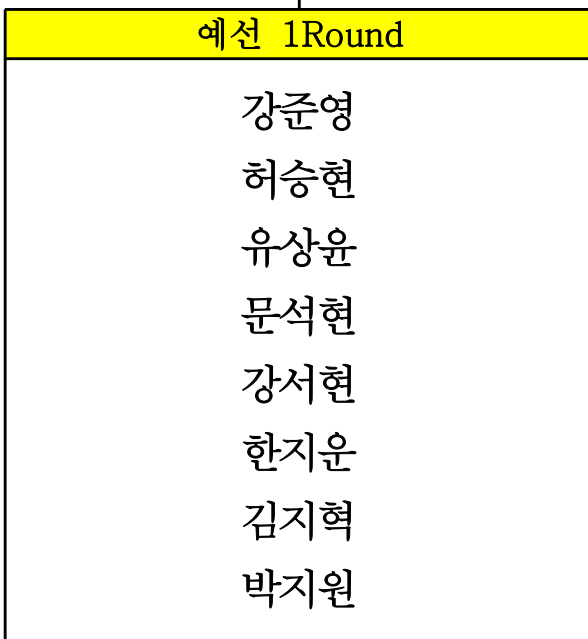 예선 1Round
강준영
허승현
유상윤
문석현
강서현
한지운
김지혁
박지원